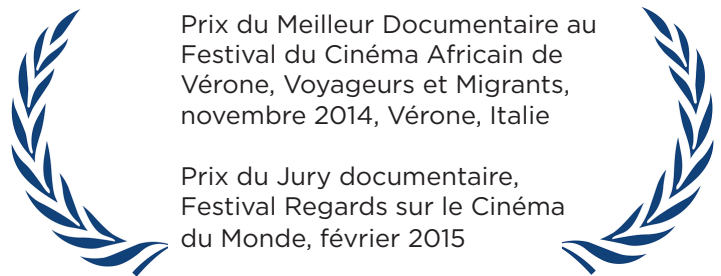 Prix du Meilleur Documentaire au
Festival du Cinéma Africain de
Vérone, Voyageurs et Migrants,
novembre 2014, Vérone, Italie
Prix du Jury documentaire,
Festival Regards sur le Cinéma
du Monde, février 2015